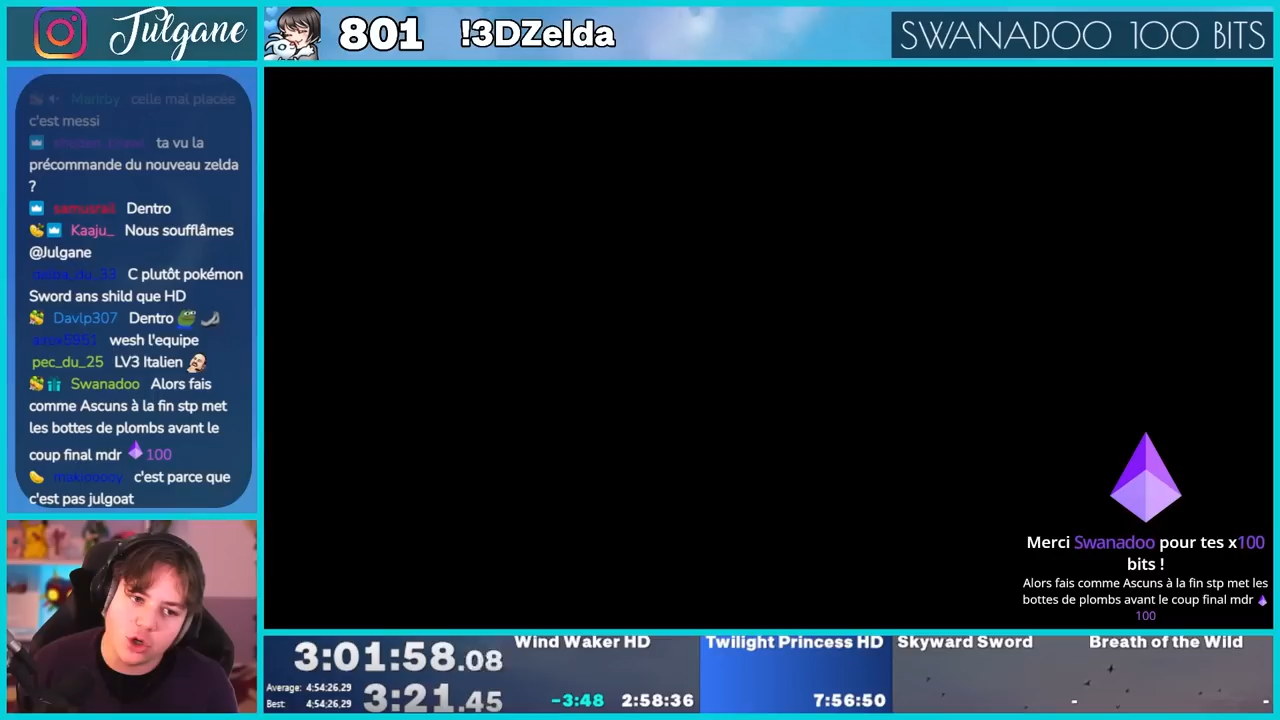 Julgane
801 !3DZelda
SWANADOO 100 BITS
Manrby celle mal placée
c'est messi
ta vu la
précommande du nouveau zelda
?
samusrail Dentro
Kaaju_ Nous soufflâmes
@Julgane
C plutôt pokémon
Sword ans shild que HD
Davlp307 Dentro
wesh l'equipe
pec_du_25 LV3 Italien
Swanadoo Alors fais
comme Ascuns à la fin stp met
les bottes de plombs avant le
coup final mdr 100
c'est parce que
c'est pas julgoat
Merci Swanadoo pour tes x100
bits !
Alors fais comme Ascuns à la fin stp met les
bottes de plombs avant le coup final mdr
100
3:01:58.08
Average: 4:54:26.29
Best: 4:54:26.29
3:21.45
Wind Waker HD
-3:48 2:58:36
Twilight Princess HD
7:56:50
Skyward Sword
-
Breath of the Wild
-